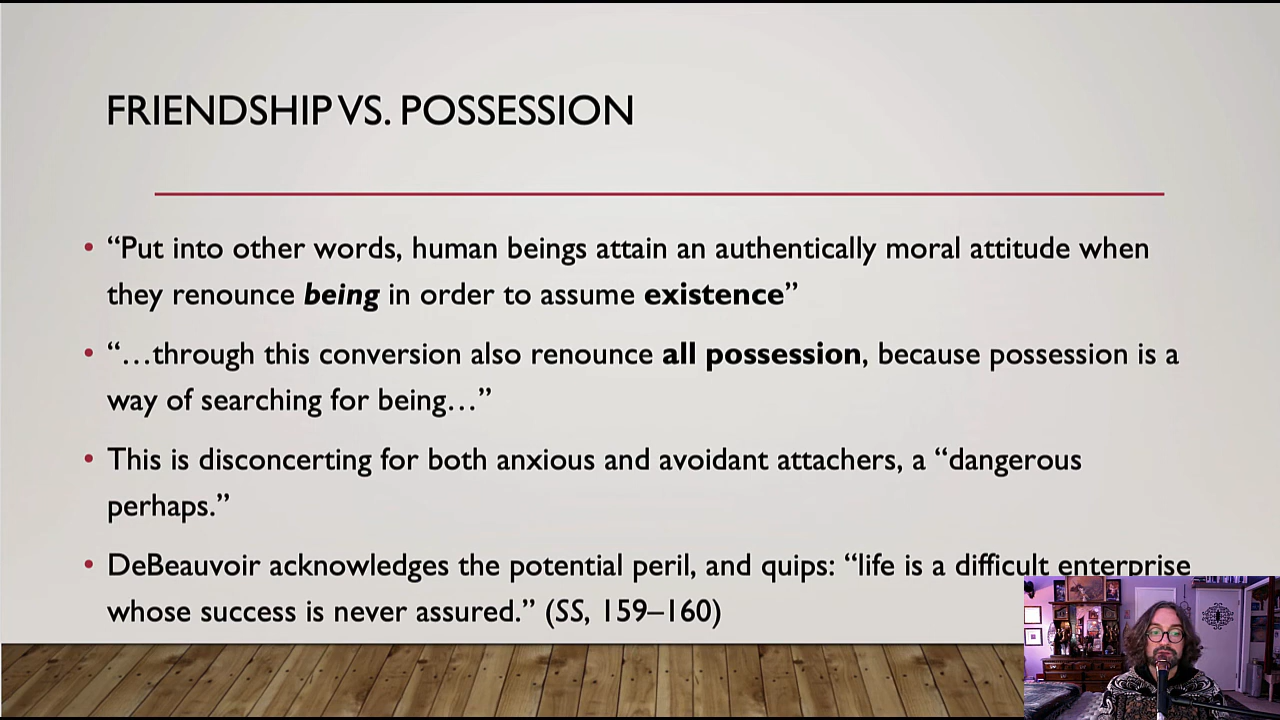 FRIENDSHIP VS. POSSESSION
• “Put into other words, human beings attain an authentically moral attitude when
they renounce being in order to assume existence”
• “…through this conversion also renounce all possession, because possession is a
way of searching for being…”
• This is disconcerting for both anxious and avoidant attachers, a “dangerous
perhaps.”
• DeBeauvoir acknowledges the potential peril, and quips: “life is a difficult enterprise
whose success is never assured.” (SS, 159–160)